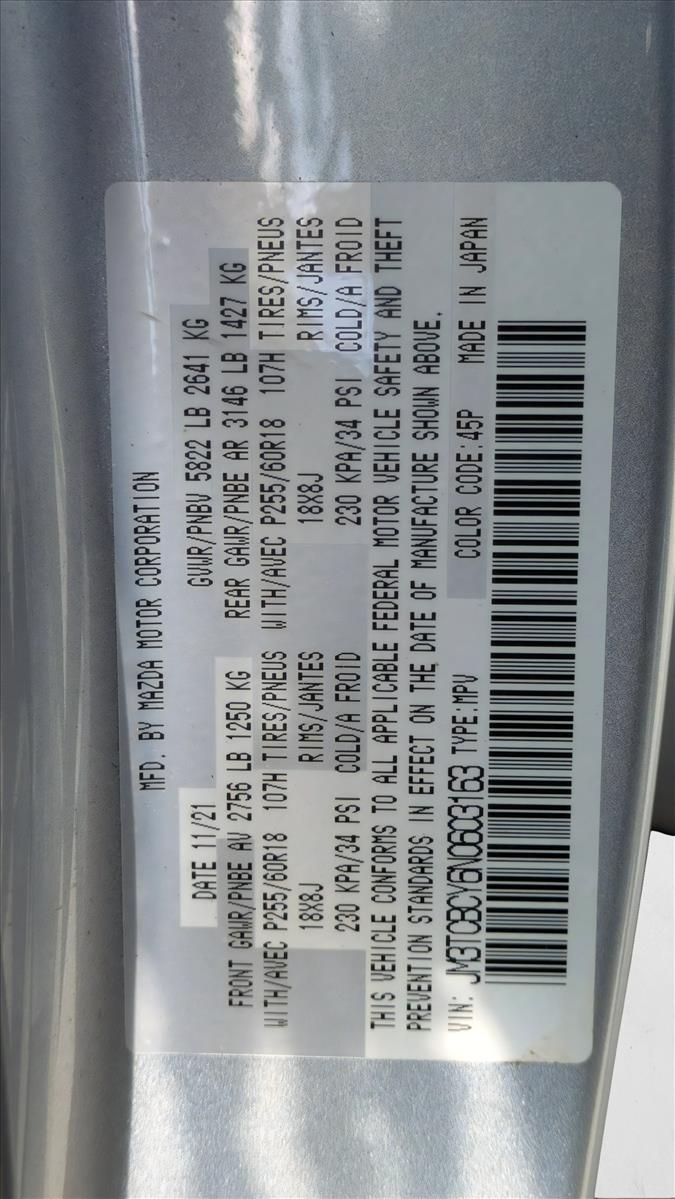 MFD. BY MAZDA MOTOR CORPORATION
DATE 11/21 GVWR/PNBV 5822 LB 2641 KG
FRONT GAWR/PNBE AV 2756 LB 1250 KG REAR GAWR/PNBE AR 3146 LB 1427 KG
WITH/AVEC P255/60R18 107H TIRES/PNEUS WITH/AVEC P255/60R18 107H TIRES/PNEUS
18X8J RIMS/JANTES 18X8J RIMS/JANTES
230 KPA/34 PSI COLD/A FROID 230 KPA/34 PSI COLD/A FROID
THIS VEHICLE CONFORMS TO ALL APPLICABLE FEDERAL MOTOR VEHICLE SAFETY AND THEFT
PREVENTION STANDARDS IN EFFECT ON THE DATE OF MANUFACTURE SHOWN ABOVE.
VIN: JM3TCBCY6N0603163 TYPE:MPV COLOR CODE:45P MADE IN JAPAN